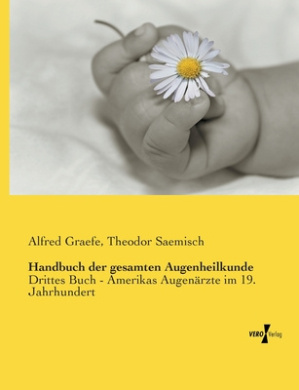 Alfred Graefe, Theodor Saemisch
Handbuch der gesamten Augenheilkunde
Drittes Buch - Amerikas Augenärzte im 19.
Jahrhundert
VERO Verlag